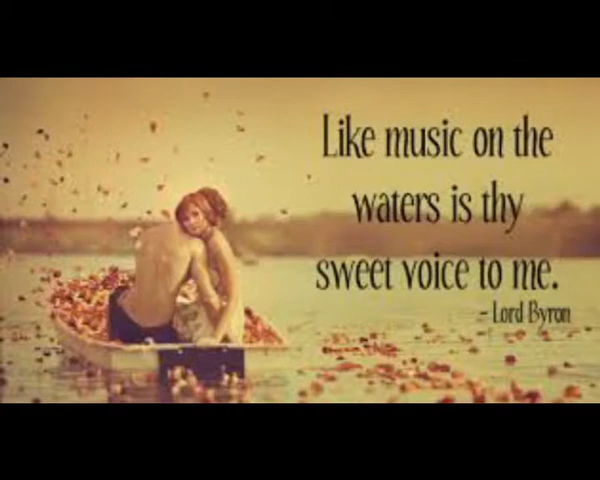 Like music on the
waters is thy
sweet voice to me.
- Lord Byron